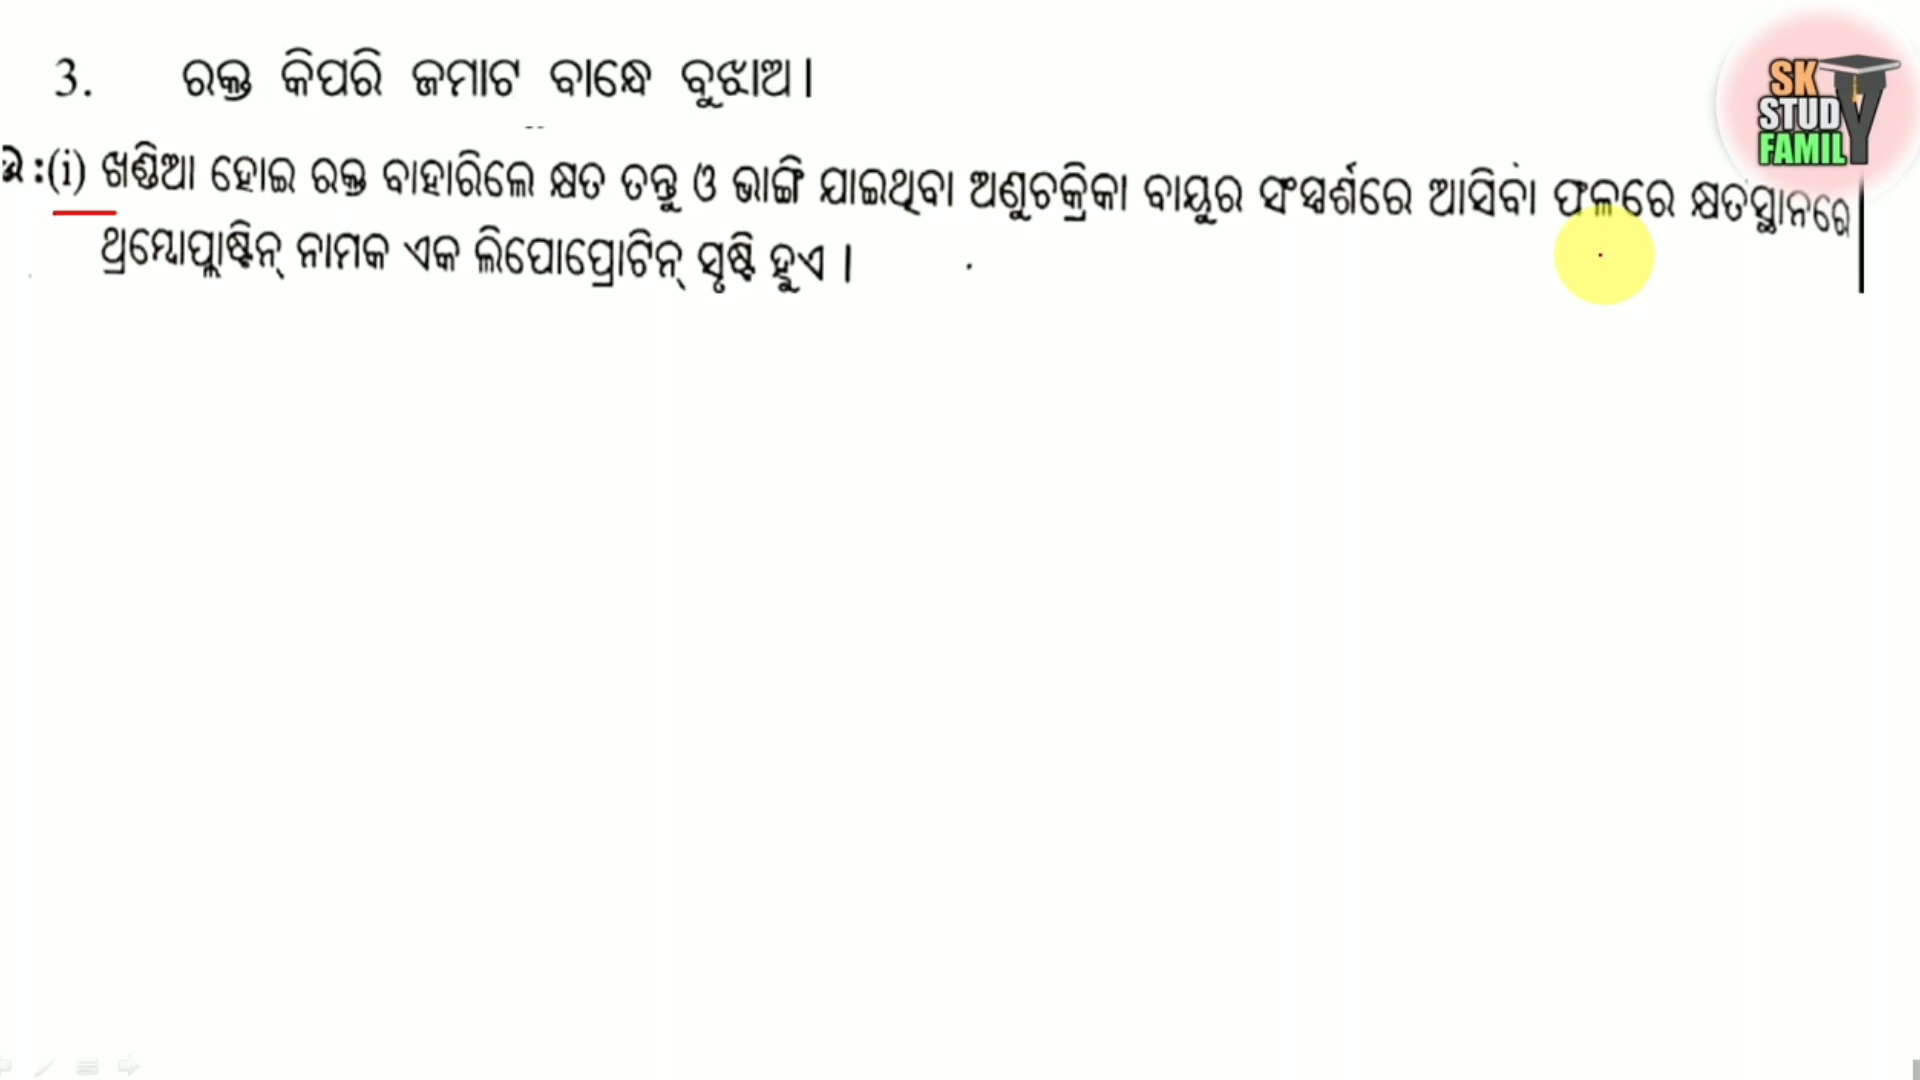 3. ରକ୍ତ କିପରି ଜମାଟ ବାନ୍ଧେ ବୁଝାଅ।
SK
STUDY
FAMILY
ଉ:(i) ଖଣ୍ଡିଆ ହୋଇ ରକ୍ତ ବାହାରିଲେ କ୍ଷତ ତନ୍ତୁ ଓ ଭାଙ୍ଗି ଯାଇଥିବା ଅଣୁଚକ୍ରିକା ବାୟୁର ସଂସ୍ପର୍ଶରେ ଆସିବା ଫଳରେ କ୍ଷତସ୍ଥାନରେ
ଥ୍ରମ୍ବୋପ୍ଲାଷ୍ଟିନ୍ ନାମକ ଏକ ଲିପୋପ୍ରୋଟିନ୍ ସୃଷ୍ଟି ହୁଏ ।